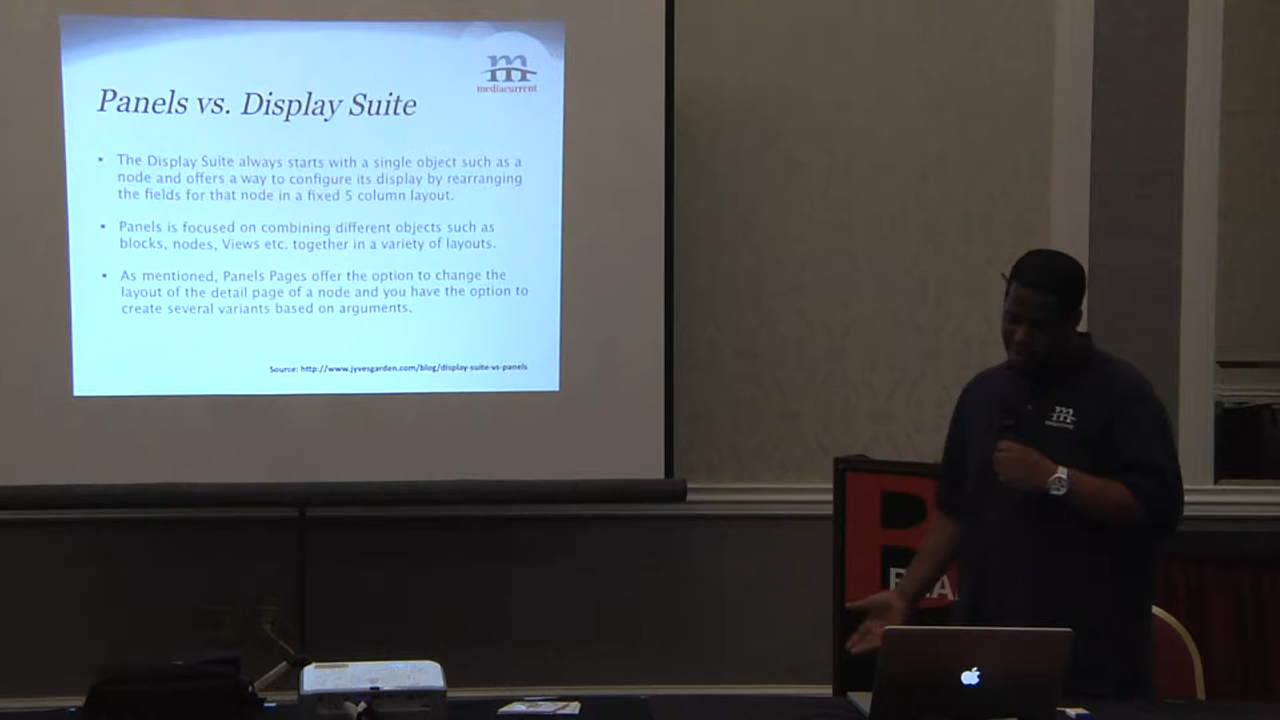 m
mediacurrent
Panels vs. Display Suite
▪ The Display Suite always starts with a single object such as a
node and offers a way to configure its display by rearranging
the fields for that node in a fixed 5 column layout.
▪ Panels is focused on combining different objects such as
blocks, nodes, Views etc. together in a variety of layouts.
▪ As mentioned, Panels Pages offer the option to change the
layout of the detail page of a node and you have the option to
create several variants based on arguments.
Source: http://www.jyvesgarden.com/blog/display-suite-vs-panels
m